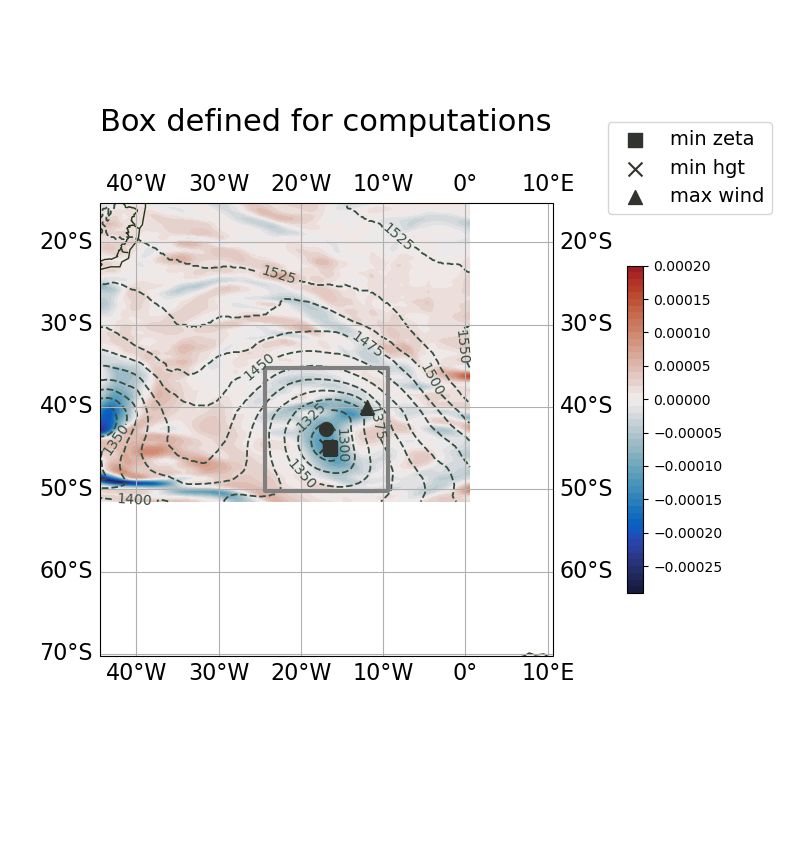 Box defined for computations
min zeta
min hgt
max wind
40°W 30°W 20°W 10°W 0° 10°E
20°S 20°S
30°S 30°S
40°S 40°S
50°S 50°S
60°S 60°S
70°S
40°W 30°W 20°W 10°W 0° 10°E
1525
1525
1550
1475
1450
1500
1375
1325
1300
1350
1350
1400
0.00020
0.00015
0.00010
0.00005
0.00000
−0.00005
−0.00010
−0.00015
−0.00020
−0.00025